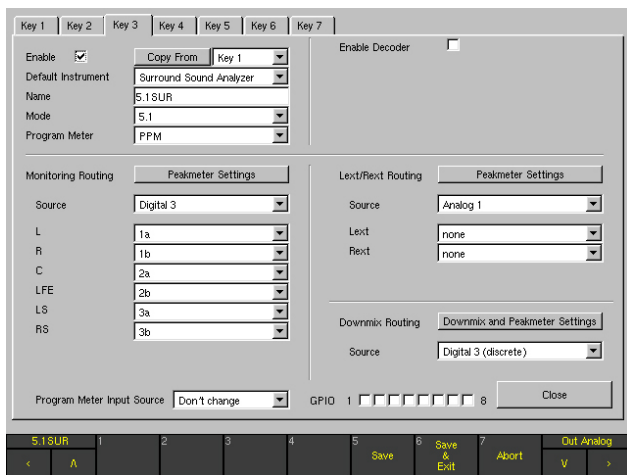 Key 1 Key 2 Key 3 Key 4 Key 5 Key 6 Key 7
Enable Copy From Key 1
Default Instrument Surround Sound Analyzer
Name 5.1SUR
Mode 5.1
Program Meter PPM
Enable Decoder
Monitoring Routing Peakmeter Settings
Source Digital 3
L 1a
R 1b
C 2a
LFE 2b
LS 3a
RS 3b
Lext/Rext Routing Peakmeter Settings
Source Analog 1
Lext none
Rext none
Downmix Routing Downmix and Peakmeter Settings
Source Digital 3 (discrete)
Program Meter Input Source Don't change GPIO 1 8 Close
5.1SUR 1 2 3 4 5 Save 6 Save & Exit 7 Abort Out Analog
< Λ V >